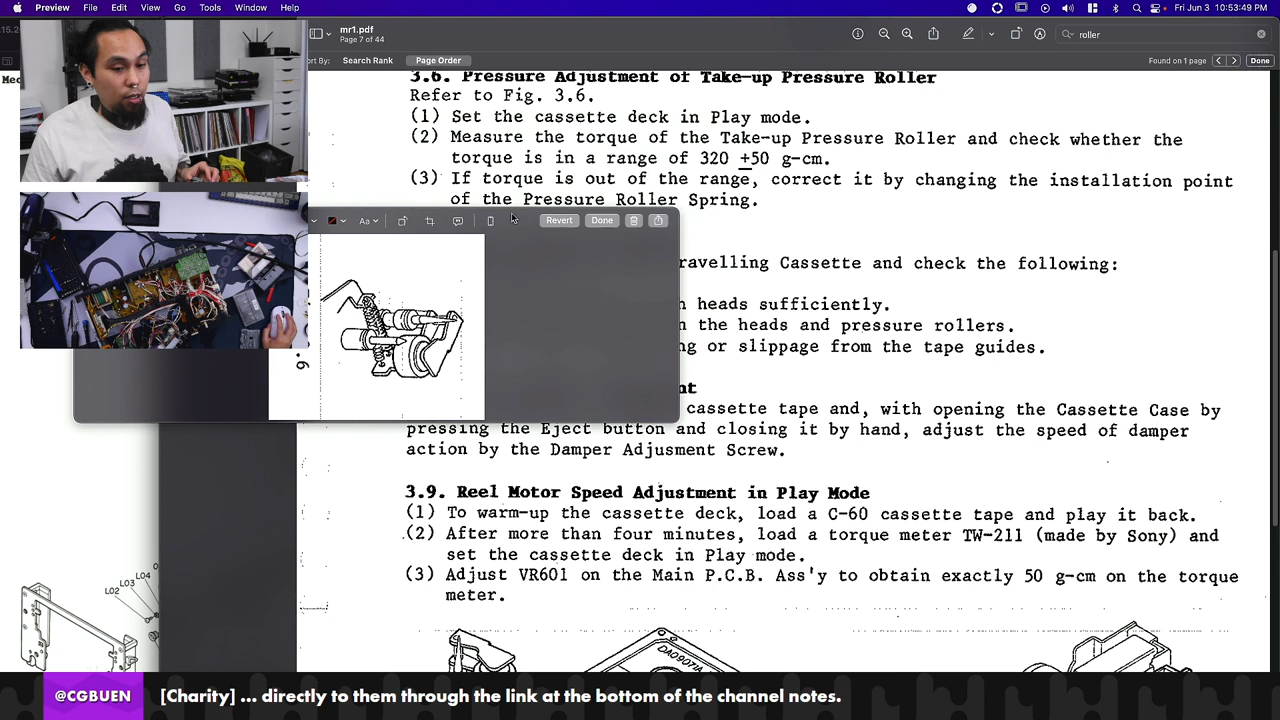 Preview File Edit View Go Tools Window Help
Fri Jun 3 10:53:49 PM
mr1.pdf
Page 7 of 44
roller
Search Rank
Page Order
Found on 1 page
Done
3.6. Pressure Adjustment of Take-up Pressure Roller
Refer to Fig. 3.6.
(1) Set the cassette deck in Play mode.
(2) Measure the torque of the Take-up Pressure Roller and check whether the
torque is in a range of 320 ±50 g-cm.
(3) If torque is out of the range, correct it by changing the installation point
of the Pressure Roller Spring.
Aa
Revert
Done
ravelling Cassette and check the following:
heads sufficiently.
the heads and pressure rollers.
ng or slippage from the tape guides.
nt
cassette tape and, with opening the Cassette Case by
pressing the Eject button and closing it by hand, adjust the speed of damper
action by the Damper Adjusment Screw.
3.9. Reel Motor Speed Adjustment in Play Mode
(1) To warm-up the cassette deck, load a C-60 cassette tape and play it back.
(2) After more than four minutes, load a torque meter TW-211 (made by Sony) and
set the cassette deck in Play mode.
(3) Adjust VR601 on the Main P.C.B. Ass'y to obtain exactly 50 g-cm on the torque
meter.
L04
L03
L02
DA0907A
@CGBUEN
[Charity] ... directly to them through the link at the bottom of the channel notes.